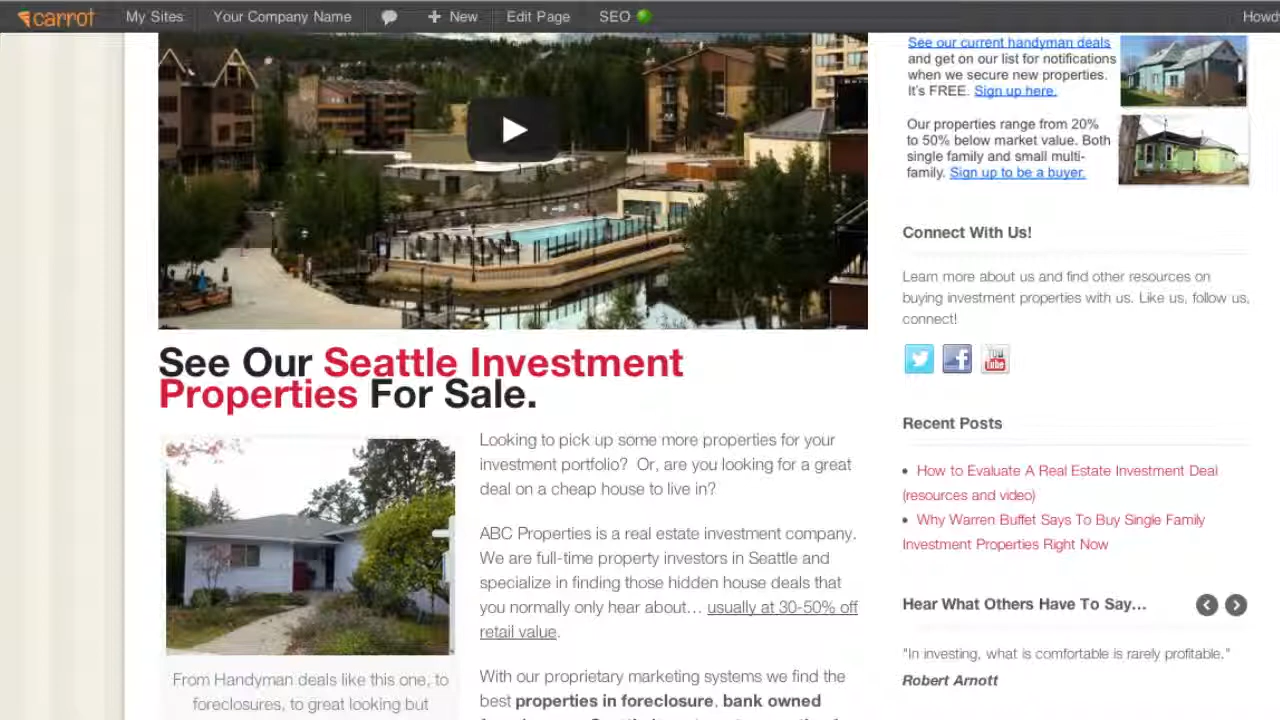 carrot My Sites Your Company Name New Edit Page SEO Howd
See our current handyman deals
and get on our list for notifications
when we secure new properties.
It's FREE. Sign up here.
Our properties range from 20%
to 50% below market value. Both
single family and small multi-
family. Sign up to be a buyer.
Connect With Us!
Learn more about us and find other resources on
buying investment properties with us. Like us, follow us,
connect!
You
Tube
See Our Seattle Investment
Properties For Sale.
Looking to pick up some more properties for your
investment portfolio? Or, are you looking for a great
deal on a cheap house to live in?
ABC Properties is a real estate investment company.
We are full-time property investors in Seattle and
specialize in finding those hidden house deals that
you normally only hear about… usually at 30-50% off
retail value.
With our proprietary marketing systems we find the
best properties in foreclosure, bank owned
From Handyman deals like this one, to
foreclosures, to great looking but
Recent Posts
How to Evaluate A Real Estate Investment Deal
(resources and video)
Why Warren Buffet Says To Buy Single Family
Investment Properties Right Now
Hear What Others Have To Say…
"In investing, what is comfortable is rarely profitable."
Robert Arnott